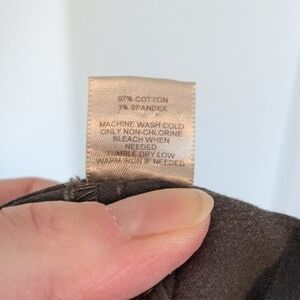 97% COTTON
3% SPANDEX
MACHINE WASH COLD
ONLY NON-CHLORINE
BLEACH WHEN
NEEDED
TUMBLE DRY LOW
WARM IRON IF NEEDED